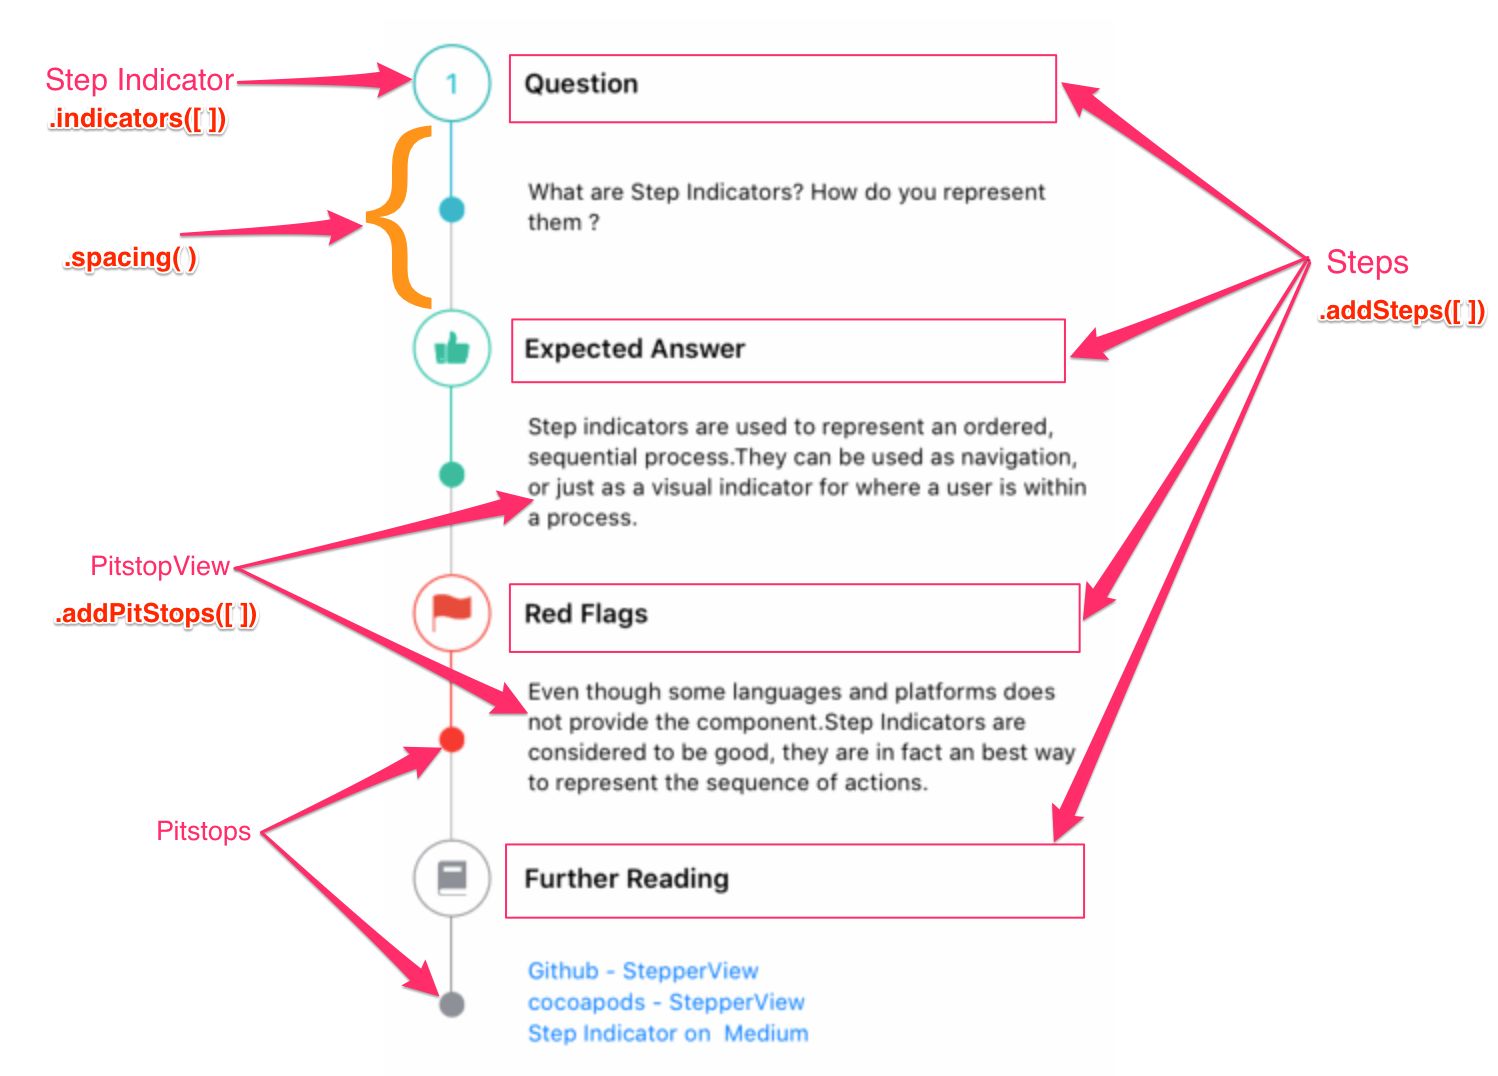 Step Indicator
.indicators([ ])
1
Question
What are Step Indicators? How do you represent
them ?
.spacing( )
Steps
.addSteps([ ])
Expected Answer
Step indicators are used to represent an ordered,
sequential process.They can be used as navigation,
or just as a visual indicator for where a user is within
a process.
PitstopView
.addPitStops([ ])
Red Flags
Even though some languages and platforms does
not provide the component.Step Indicators are
considered to be good, they are in fact an best way
to represent the sequence of actions.
Pitstops
Further Reading
Github - StepperView
cocoapods - StepperView
Step Indicator on  Medium